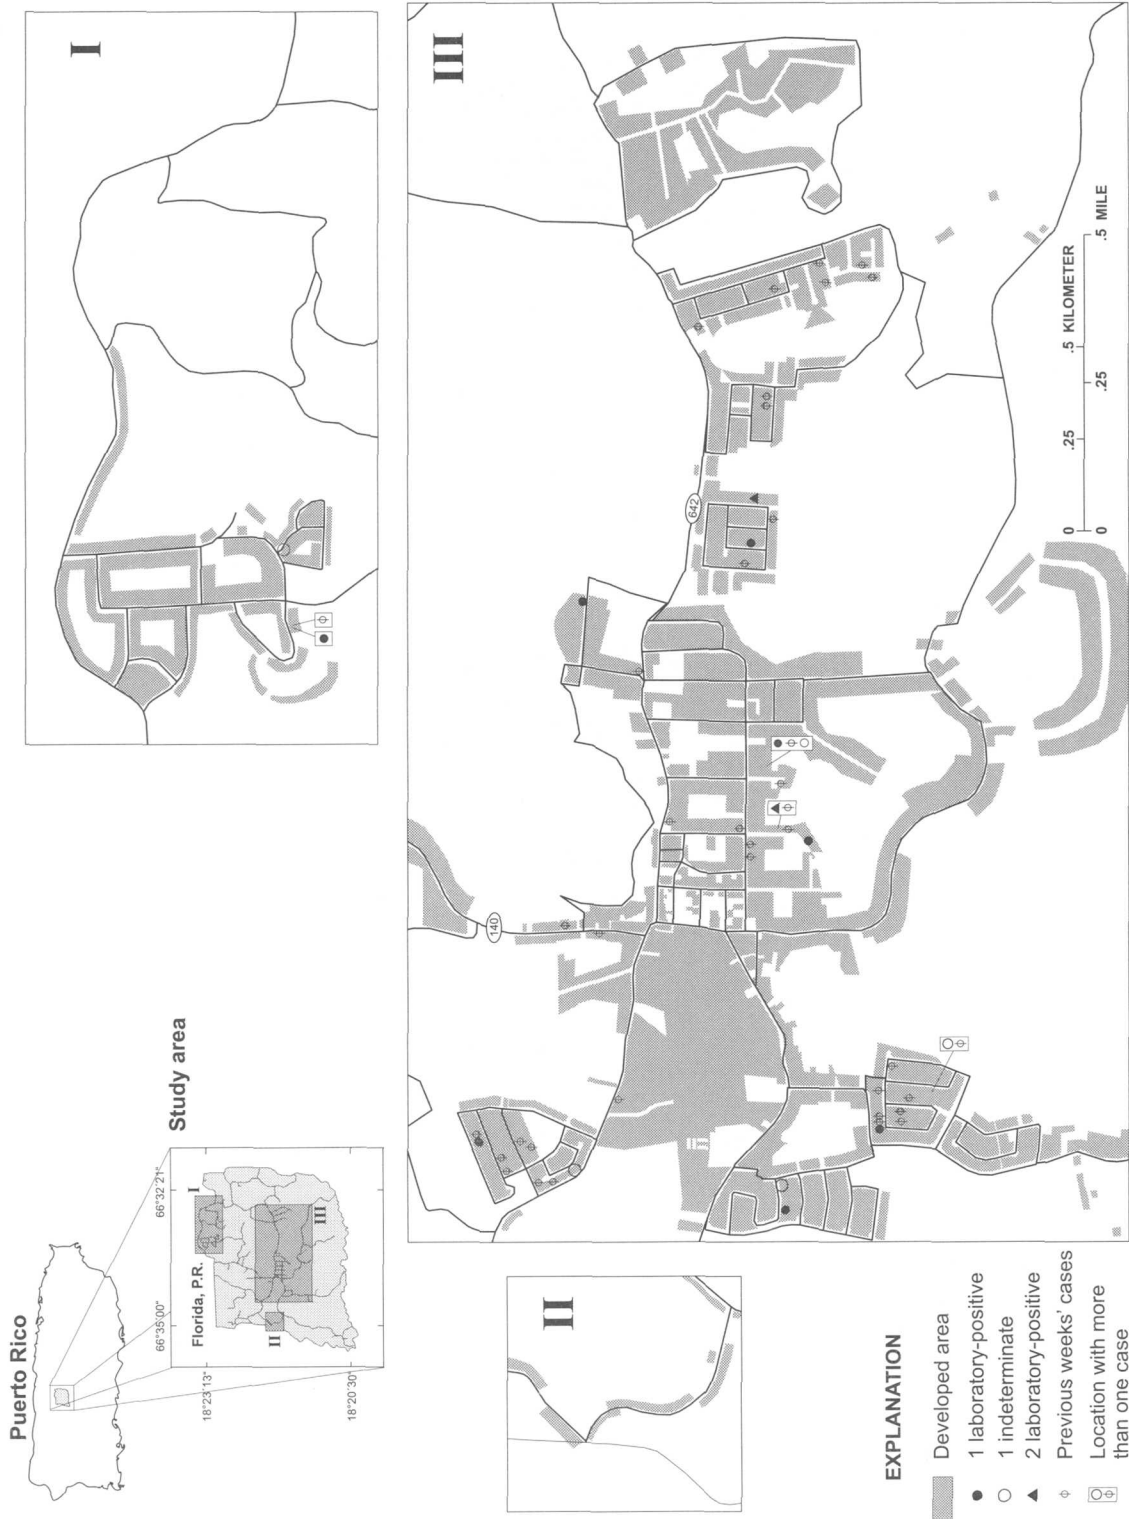 Puerto Rico
Study area
Florida, P.R.
66°35'00"
66°32'21"
18°23'13"
18°20'30"
I
II
III
I
II
III
140
642
0 .25 .5 KILOMETER
0 .25 .5 MILE
EXPLANATION
Developed area
1 laboratory-positive
1 indeterminate
2 laboratory-positive
Previous weeks' cases
Location with more
than one case